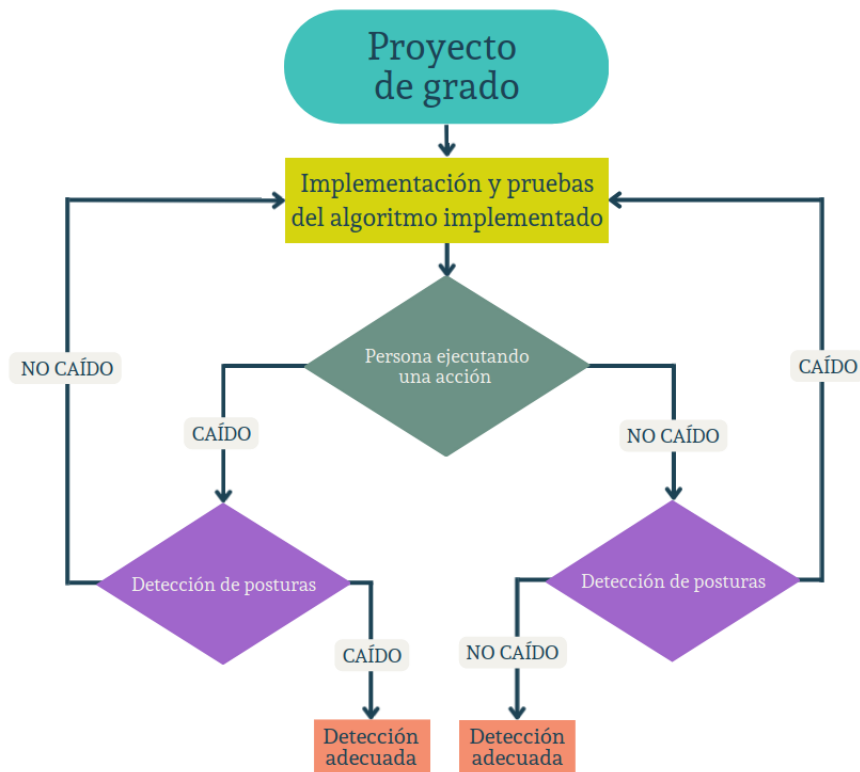 Proyecto
de grado
Implementación y pruebas
del algoritmo implementado
Persona ejecutando
una acción
NO CAÍDO
CAÍDO
CAÍDO
NO CAÍDO
Detección de posturas
Detección de posturas
CAÍDO
NO CAÍDO
Detección
adecuada
Detección
adecuada